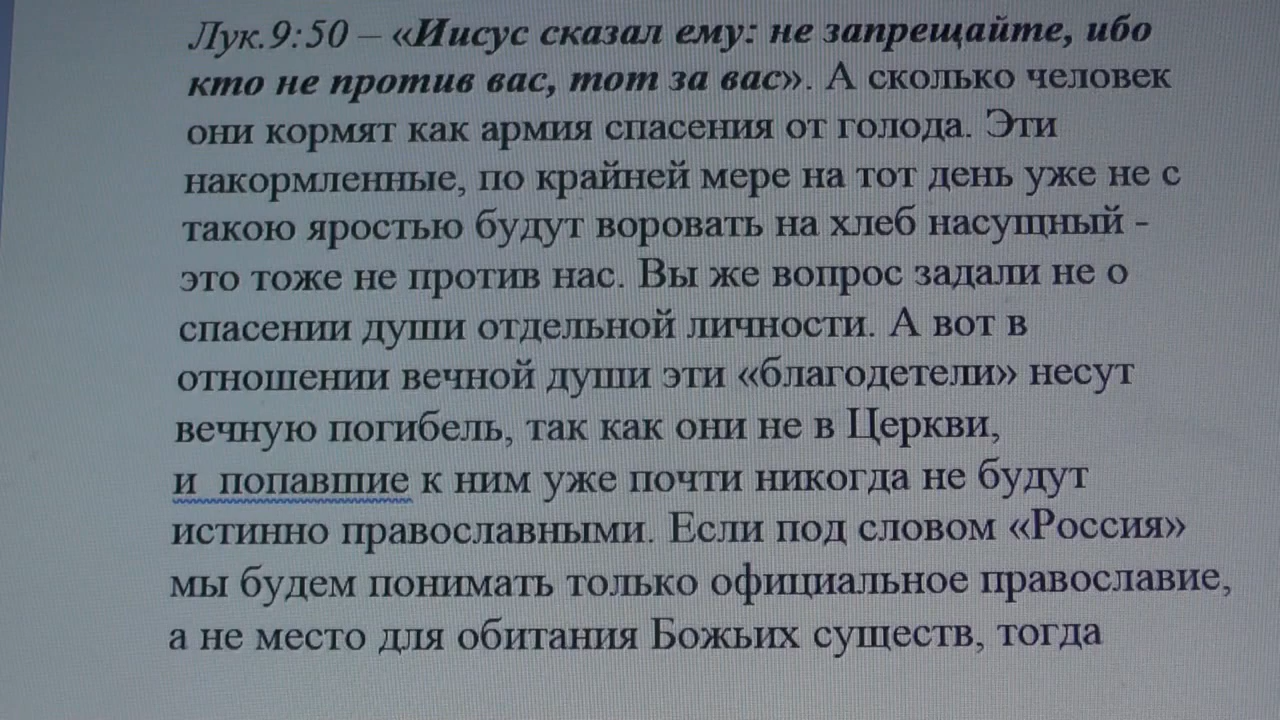 Лук.9:50 – «Иисус сказал ему: не запрещайте, ибо
кто не против вас, тот за вас». А сколько человек
они кормят как армия спасения от голода. Эти
накормленные, по крайней мере на тот день уже не с
такою яростью будут воровать на хлеб насущный -
это тоже не против нас. Вы же вопрос задали не о
спасении души отдельной личности. А вот в
отношении вечной души эти «благодетели» несут
вечную погибель, так как они не в Церкви,
и  попавшие к ним уже почти никогда не будут
истинно православными. Если под словом «Россия»
мы будем понимать только официальное православие,
а не место для обитания Божьих существ, тогда